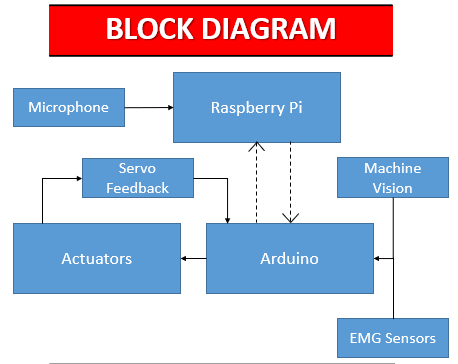 BLOCK DIAGRAM
Microphone
Raspberry Pi
Servo
Feedback
Machine
Vision
Actuators
Arduino
EMG Sensors